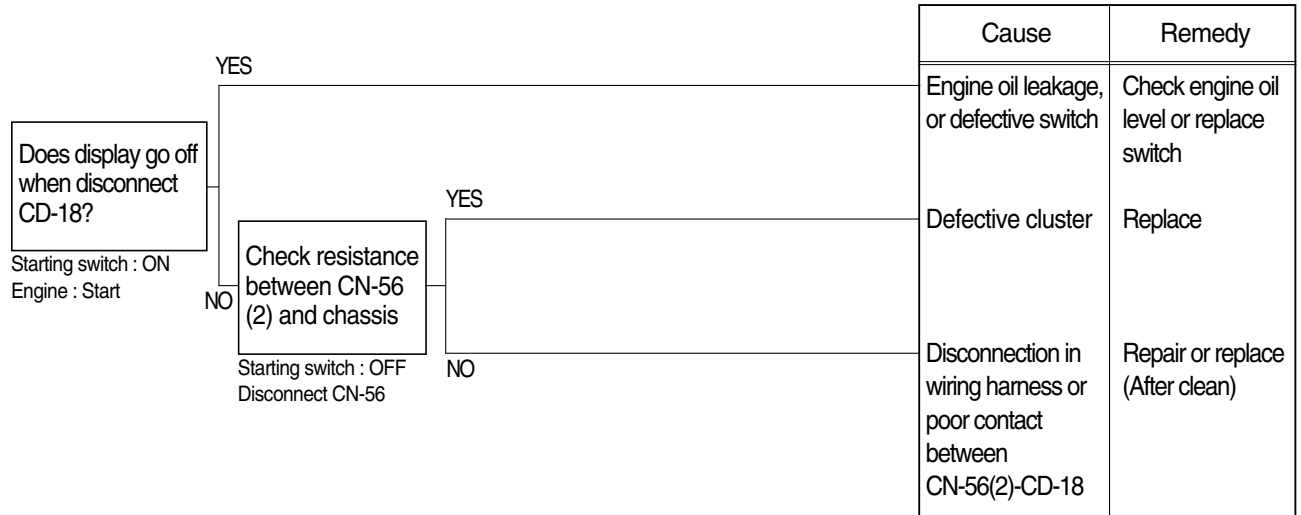 Cause
Remedy
YES
Engine oil leakage,
or defective switch
Check engine oil
level or replace
switch
Does display go off
when disconnect
CD-18?
Starting switch : ON
Engine : Start
YES
Defective cluster
Replace
NO
Check resistance
between CN-56
(2) and chassis
Starting switch : OFF
Disconnect CN-56
NO
Disconnection in
wiring harness or
poor contact
between
CN-56(2)-CD-18
Repair or replace
(After clean)